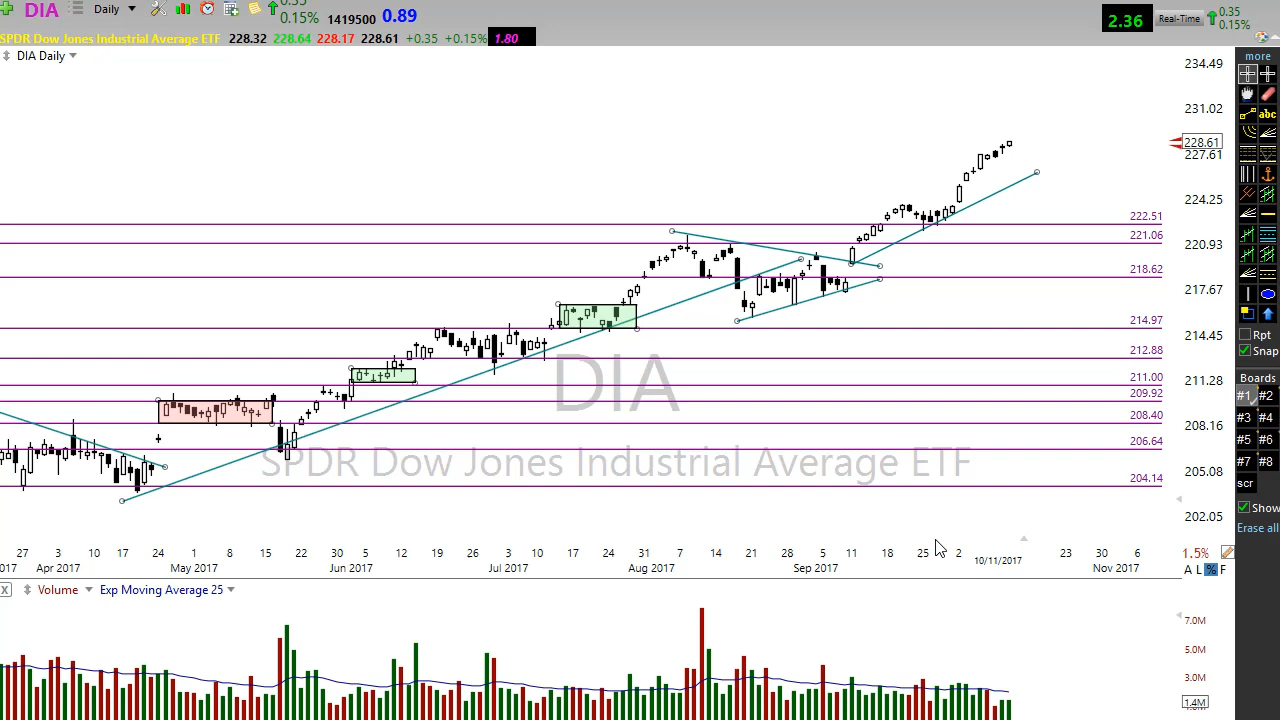 DIA Daily 0.35 0.15% 1419500 0.89 2.36 Real-Time 0.35 0.15%
SPDR Dow Jones Industrial Average ETF 228.32 228.64 228.17 228.61 +0.35 +0.15% 1.80
DIA Daily
more
234.49
231.02
abc
228.61
227.61
224.25
222.51
221.06
220.93
218.62
217.67
214.97
214.45
Rpt
Snap
212.88
DIA
211.00
211.28
Boards
209.92
#1 #2
208.40
#3 #4
208.16
206.64
#5 #6
SPDR Dow Jones Industrial Average ETF
205.08
#7 #8
204.14
scr
202.05
Show
Erase all
27 3 10 17 24 1 8 15 22 30 5 12 19 26 3 10 17 24 31 7 14 21 28 5 11 18 25 2 10/11/2017 23 30 6
1.5%
2017 Apr 2017 May 2017 Jun 2017 Jul 2017 Aug 2017 Sep 2017 Nov 2017
A L % F
X Volume Exp Moving Average 25
7.0M
5.0M
3.0M
1.4M